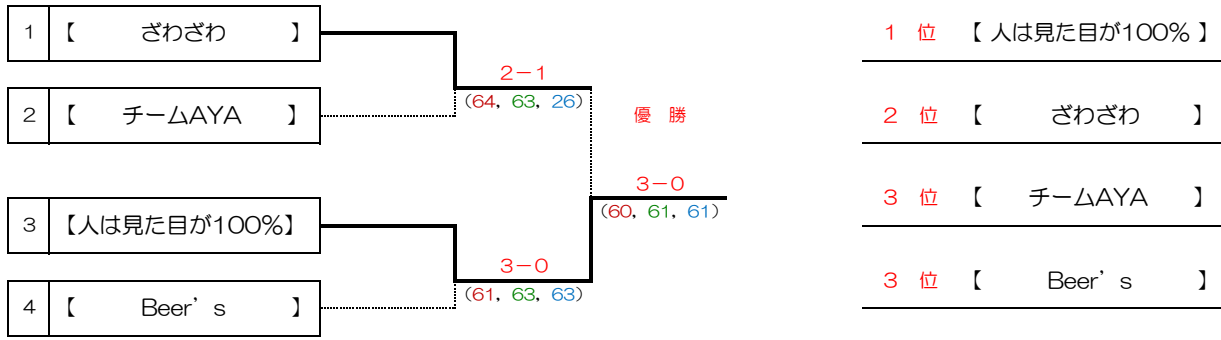 1 【 ざわざわ 】
2-1
(64, 63, 26)
2 【 チームAYA 】
優 勝
3-0
(60, 61, 61)
3 【人は見た目が100%】
3-0
(61, 63, 63)
4 【 Beer’s 】
1 位 【 人は見た目が100% 】
2 位 【 ざわざわ 】
3 位 【 チームAYA 】
3 位 【 Beer’s 】